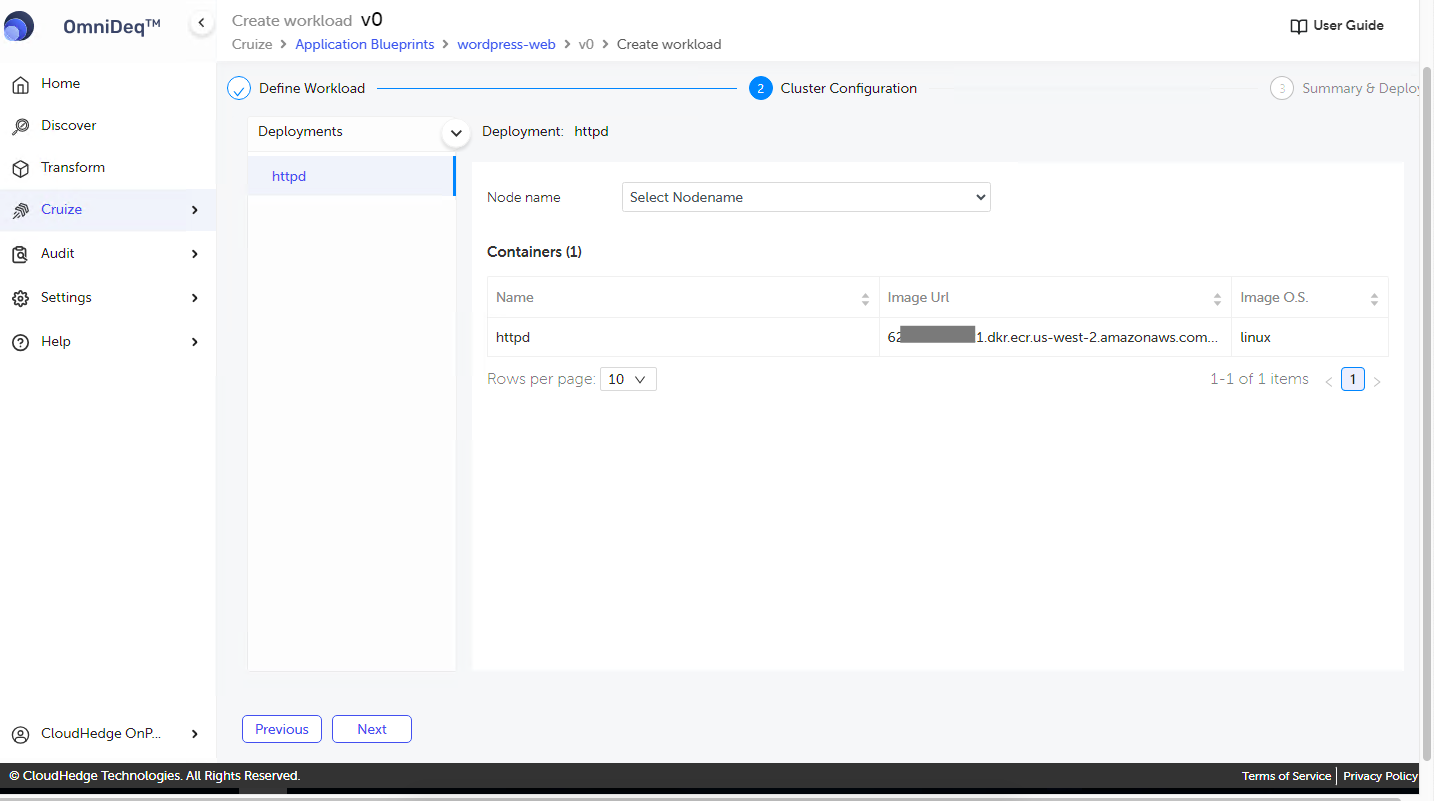 OmniDeq™
Create workload v0
User Guide
Cruize > Application Blueprints > wordpress-web > v0 > Create workload
Home
Discover
Transform
Cruize
Audit
Settings
Help
CloudHedge OnP...
Define Workload
2 Cluster Configuration
3 Summary & Deploy
Deployments
httpd
Deployment: httpd
Node name Select Nodename
Containers (1)
Name Image Url Image O.S.
httpd 62 1.dkr.ecr.us-west-2.amazonaws.com... linux
Rows per page: 10 1-1 of 1 items < 1 >
Previous Next
© CloudHedge Technologies. All Rights Reserved. Terms of Service | Privacy Policy